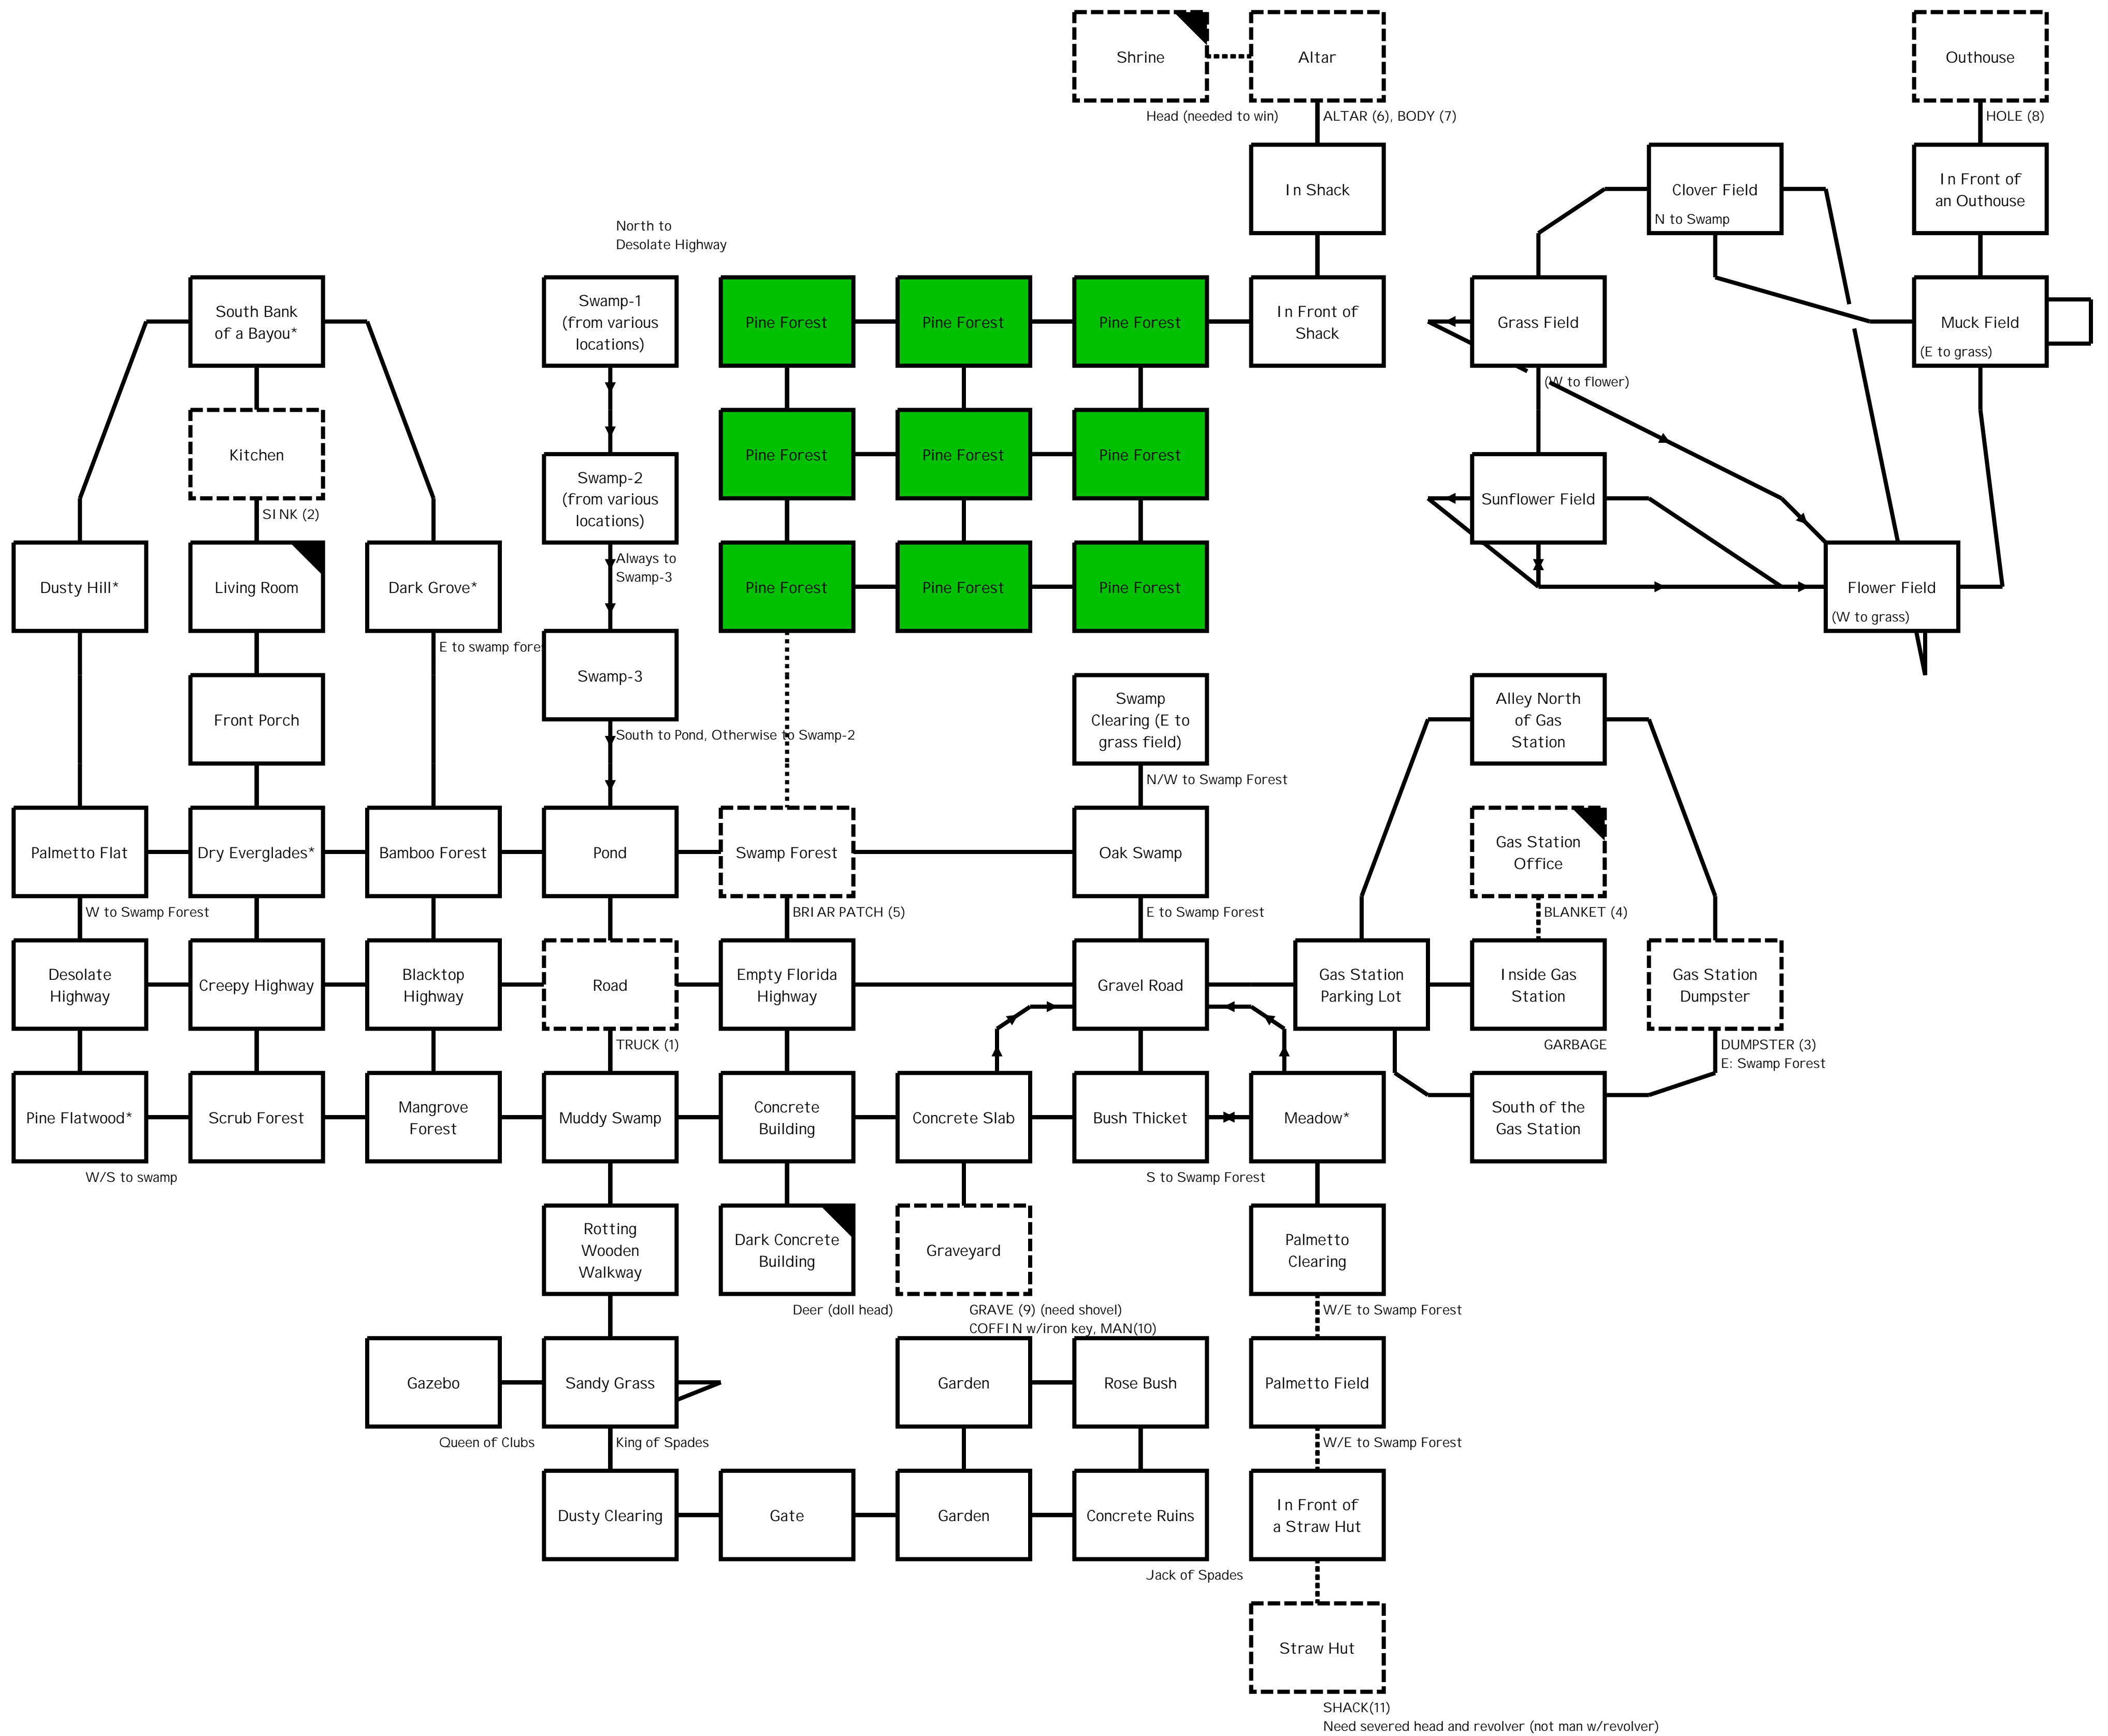 Shrine
Altar
Outhouse
Head (needed to win)
ALTAR (6), BODY (7)
HOLE (8)
In Shack
Clover Field
N to Swamp
In Front of
an Outhouse
North to
Desolate Highway
South Bank
of a Bayou*
Swamp-1
(from various
locations)
Pine Forest
Pine Forest
Pine Forest
In Front of
Shack
Grass Field
Muck Field
(E to grass)
(W to flower)
Kitchen
SINK (2)
Swamp-2
(from various
locations)
Pine Forest
Pine Forest
Pine Forest
Sunflower Field
Always to
Swamp-3
Dusty Hill*
Living Room
Dark Grove*
E to swamp fore
Pine Forest
Pine Forest
Pine Forest
Flower Field
(W to grass)
Front Porch
Swamp-3
South to Pond, Otherwise to Swamp-2
Swamp
Clearing (E to
grass field)
N/W to Swamp Forest
Alley North
of Gas
Station
Palmetto Flat
W to Swamp Forest
Dry Everglades*
Bamboo Forest
Pond
Swamp Forest
BRIAR PATCH (5)
Oak Swamp
E to Swamp Forest
Gas Station
Office
BLANKET (4)
Desolate
Highway
Creepy Highway
Blacktop
Highway
Road
TRUCK (1)
Empty Florida
Highway
Gravel Road
Gas Station
Parking Lot
Inside Gas
Station
GARBAGE
Gas Station
Dumpster
DUMPSTER (3)
E: Swamp Forest
Pine Flatwood*
W/S to swamp
Scrub Forest
Mangrove
Forest
Muddy Swamp
Concrete
Building
Concrete Slab
Bush Thicket
S to Swamp Forest
Meadow*
South of the
Gas Station
Rotting
Wooden
Walkway
Dark Concrete
Building
Deer (doll head)
Graveyard
GRAVE (9) (need shovel)
COFFIN w/iron key, MAN(10)
Palmetto
Clearing
W/E to Swamp Forest
Gazebo
Queen of Clubs
Sandy Grass
King of Spades
Garden
Rose Bush
Palmetto Field
W/E to Swamp Forest
Dusty Clearing
Gate
Garden
Concrete Ruins
Jack of Spades
In Front of
a Straw Hut
Straw Hut
SHACK(11)
Need severed head and revolver (not man w/revolver)